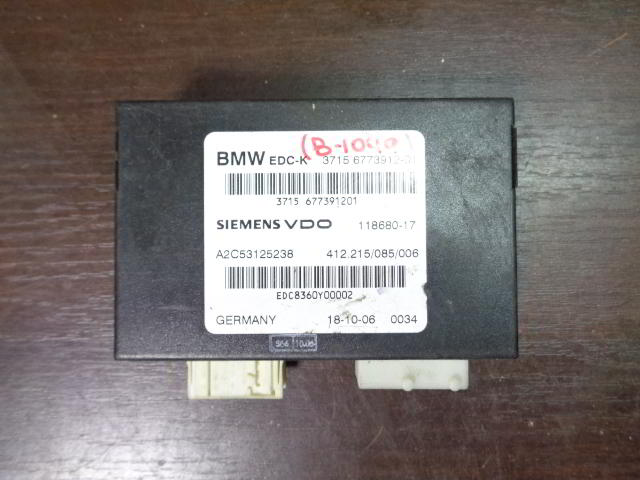 (B-1040)
BMW EDC-K 3715 6773912-01
3715 677391201
SIEMENS VDO 118680-17
A2C53125238 412.215/085/006
EDC8360Y00002
GERMANY 18-10-06 0034